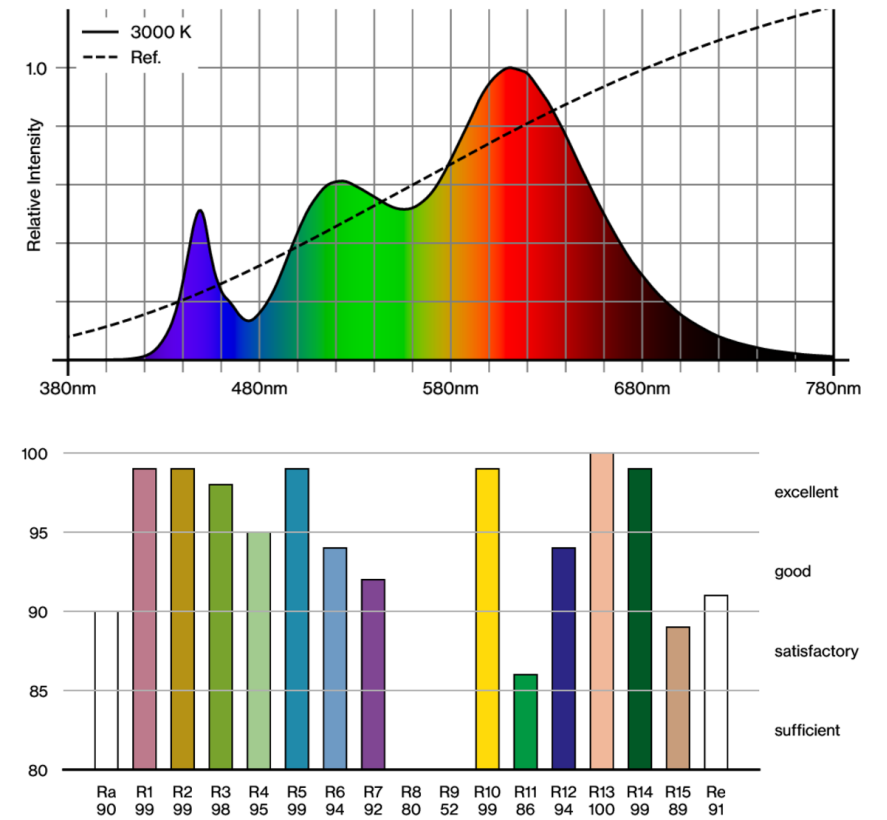 3000 K
Ref.
1.0
Relative Intensity
380nm 480nm 580nm 680nm 780nm
100
excellent
95
good
90
satisfactory
85
sufficient
80
Ra R1 R2 R3 R4 R5 R6 R7 R8 R9 R10 R11 R12 R13 R14 R15 Re
90 99 99 98 95 99 94 92 80 52 99 86 94 100 99 89 91